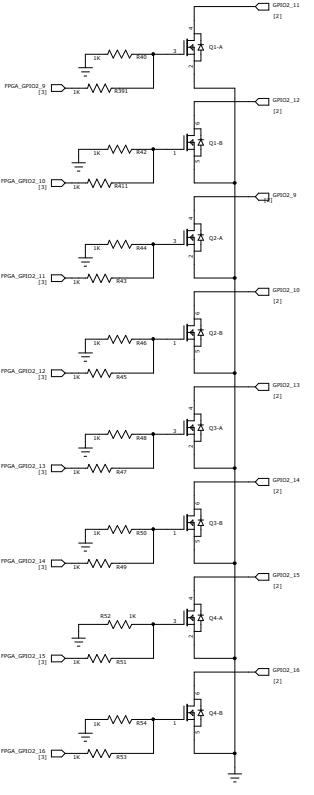 GPIO2_11
[2]
4
3
Q1-A
2
1K R40
FPGA_GPIO2_9
[3]
1K R391
GPIO2_12
[2]
6
1
Q1-B
5
1K R42
FPGA_GPIO2_10
[3]
1K R411
GPIO2_9
[2]
4
3
Q2-A
2
1K R44
FPGA_GPIO2_11
[3]
1K R43
GPIO2_10
[2]
6
1
Q2-B
5
1K R46
FPGA_GPIO2_12
[3]
1K R45
GPIO2_13
[2]
4
3
Q3-A
2
1K R48
FPGA_GPIO2_13
[3]
1K R47
GPIO2_14
[2]
6
1
Q3-B
5
1K R50
FPGA_GPIO2_14
[3]
1K R49
GPIO2_15
[2]
4
3
Q4-A
2
R52 1K
FPGA_GPIO2_15
[3]
1K R51
GPIO2_16
[2]
6
1
Q4-B
5
1K R54
FPGA_GPIO2_16
[3]
1K R53